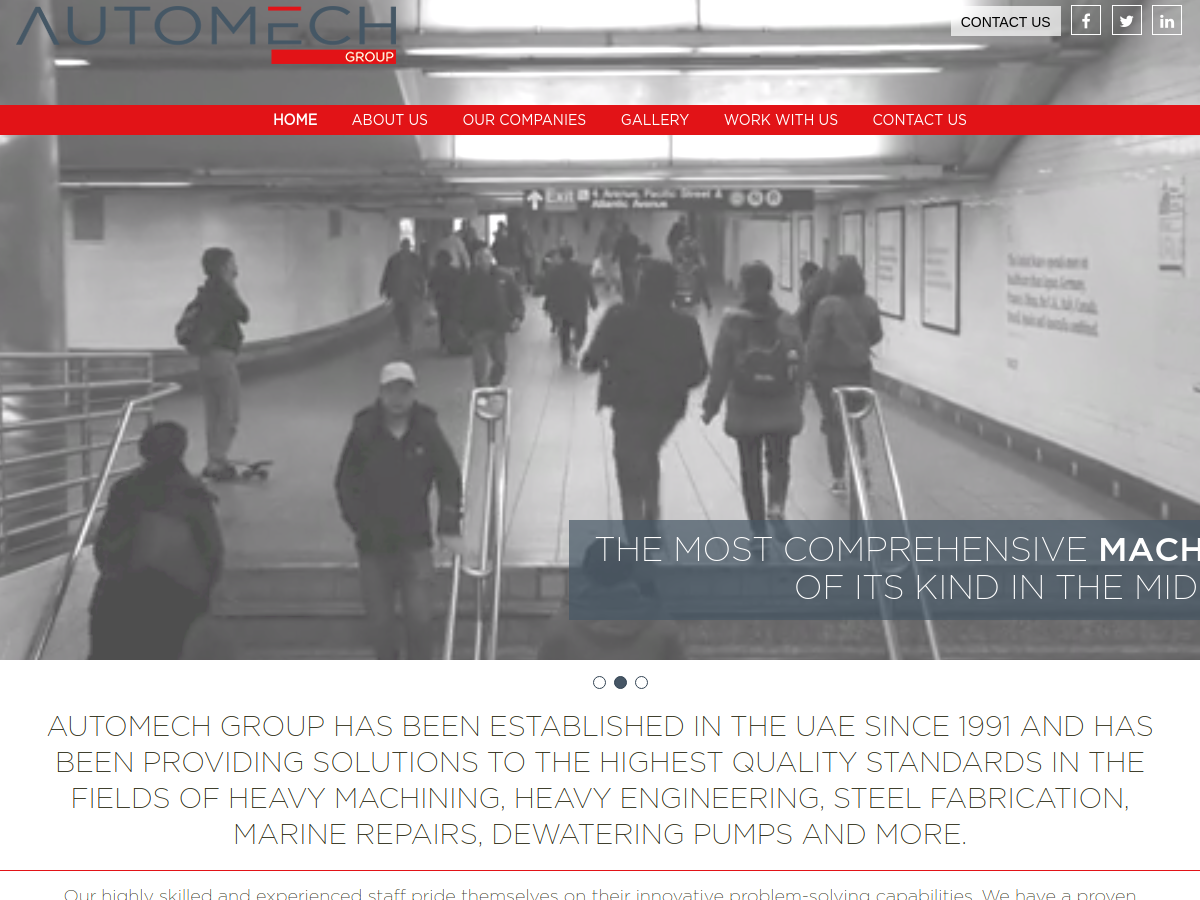 AUTOMECH
GROUP
CONTACT US
HOME ABOUT US OUR COMPANIES GALLERY WORK WITH US CONTACT US
Exit 4 Avenue, Pacific Street &
Atlantic Avenue
THE MOST COMPREHENSIVE MACH
OF ITS KIND IN THE MID
AUTOMECH GROUP HAS BEEN ESTABLISHED IN THE UAE SINCE 1991 AND HAS
BEEN PROVIDING SOLUTIONS TO THE HIGHEST QUALITY STANDARDS IN THE
FIELDS OF HEAVY MACHINING, HEAVY ENGINEERING, STEEL FABRICATION,
MARINE REPAIRS, DEWATERING PUMPS AND MORE.
Our highly skilled and experienced staff pride themselves on their innovative problem-solving capabilities. We have a proven